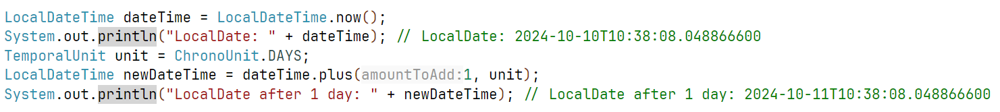 LocalDateTime dateTime = LocalDateTime.now();
System.out.println("LocalDate: " + dateTime); // LocalDate: 2024-10-10T10:38:08.048866600
TemporalUnit unit = ChronoUnit.DAYS;
LocalDateTime newDateTime = dateTime.plus(amountToAdd:1, unit);
System.out.println("LocalDate after 1 day: " + newDateTime); // LocalDate after 1 day: 2024-10-11T10:38:08.048866600